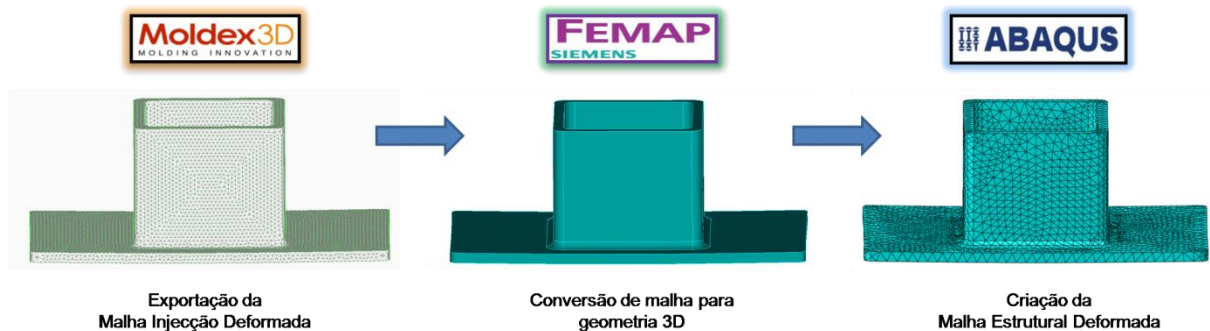 Moldex3D
MOLDING INNOVATION
FEMAP
SIEMENS
ABAQUS
Exportação da
Malha Injecção Deformada
Conversão de malha para
geometria 3D
Criação da
Malha Estrutural Deformada